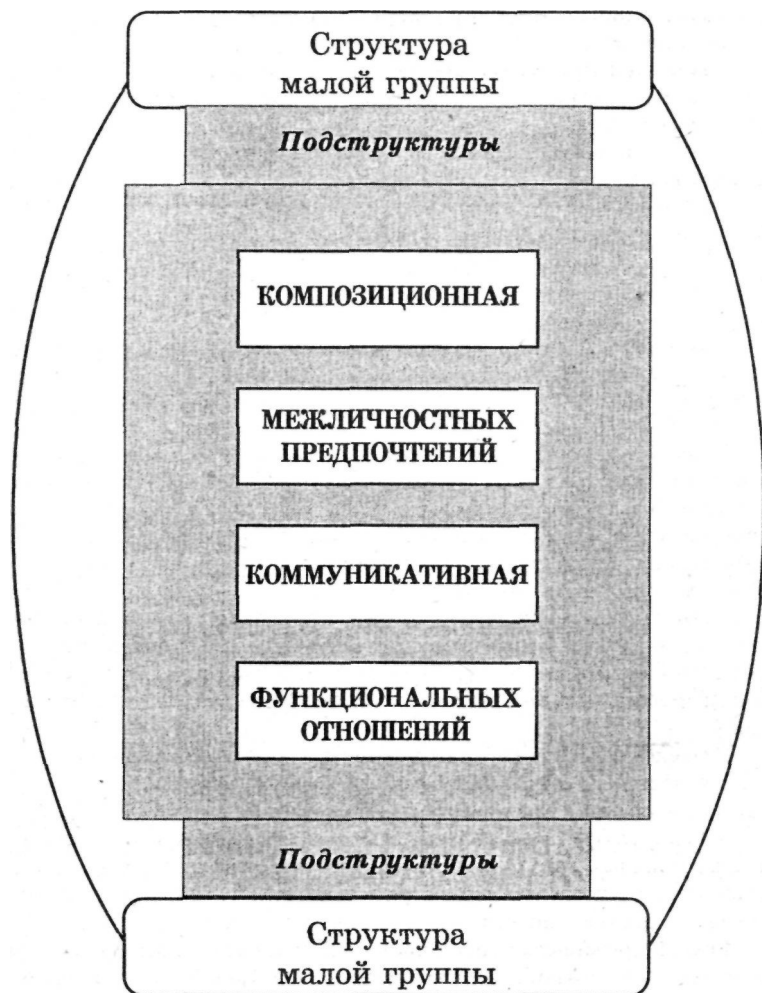 Структура
малой группы
Подструктуры
КОМПОЗИЦИОННАЯ
МЕЖЛИЧНОСТНЫХ
ПРЕДПОЧТЕНИЙ
КОММУНИКАТИВНАЯ
ФУНКЦИОНАЛЬНЫХ
ОТНОШЕНИЙ
Подструктуры
Структура
малой группы